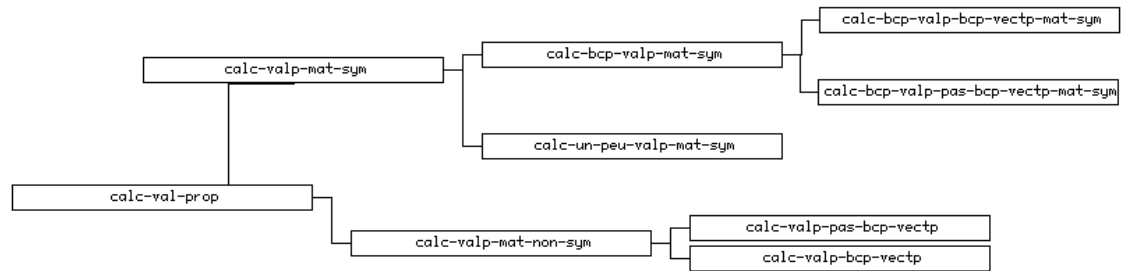 calc-bcp-valp-bcp-vectp-mat-sym
calc-bcp-valp-mat-sym
calc-valp-mat-sym
calc-bcp-valp-pas-bcp-vectp-mat-sym
calc-un-peu-valp-mat-sym
calc-val-prop
calc-valp-pas-bcp-vectp
calc-valp-mat-non-sym
calc-valp-bcp-vectp